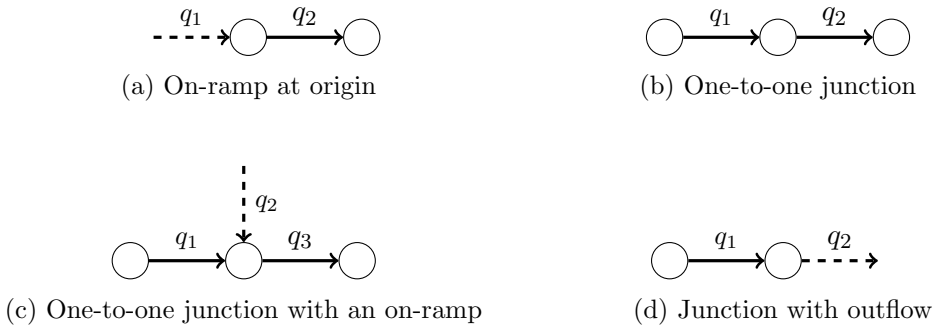 q₁ q₂
q₁ q₂
(a) On-ramp at origin
(b) One-to-one junction
q₂
q₁ q₃
q₁ q₂
(c) One-to-one junction with an on-ramp
(d) Junction with outflow